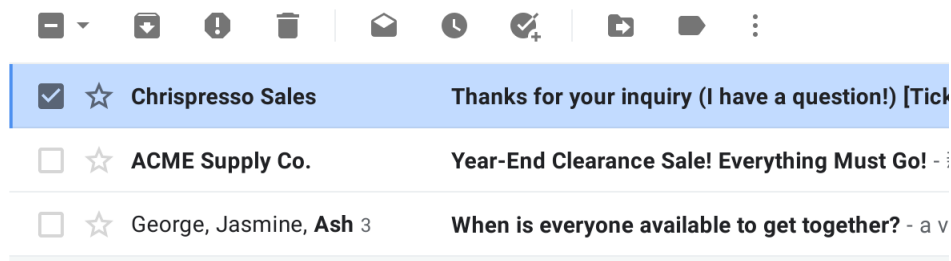 Chrispresso Sales Thanks for your inquiry (I have a question!) [Tick
ACME Supply Co. Year-End Clearance Sale! Everything Must Go! -
George, Jasmine, Ash 3 When is everyone available to get together? - a v